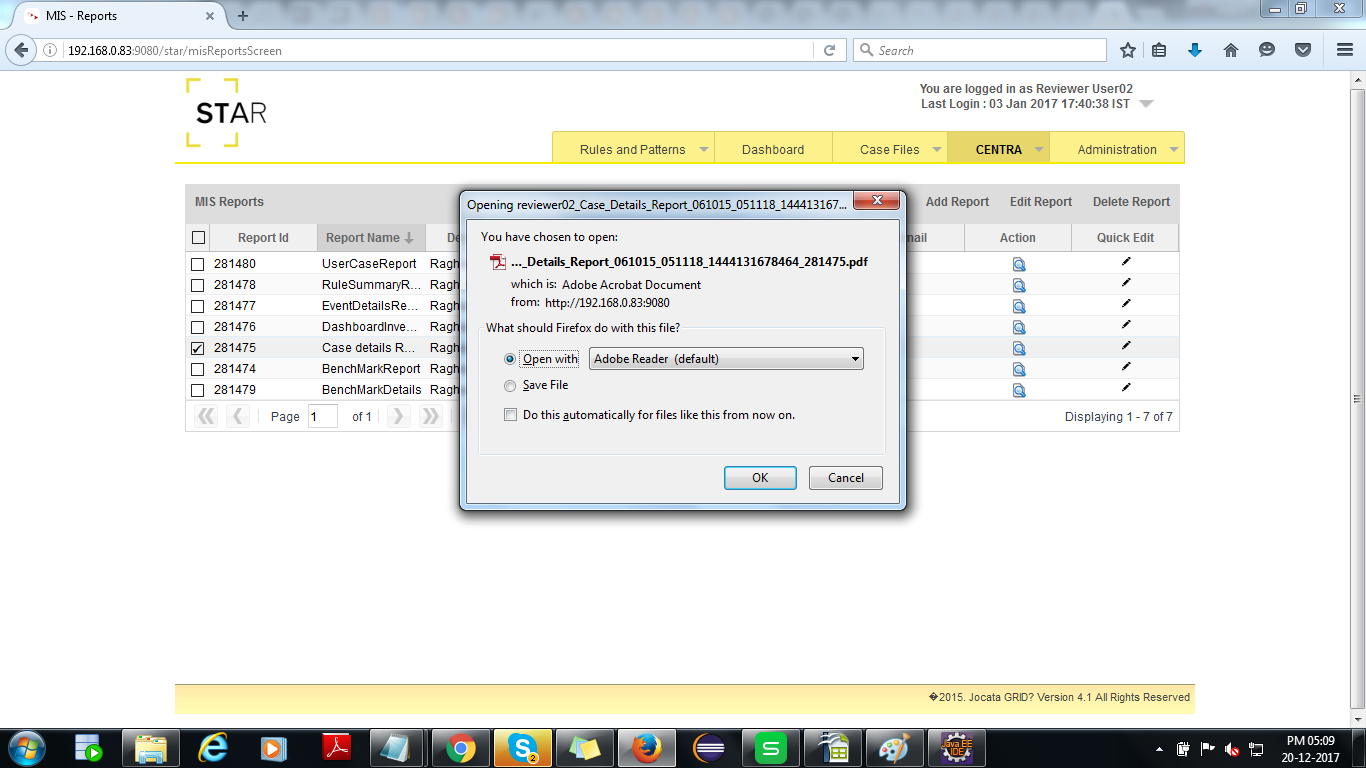 MIS - Reports
192.168.0.83:9080/star/misReportsScreen
Search
STAR
You are logged in as Reviewer User02
Last Login : 03 Jan 2017 17:40:38 IST
Rules and Patterns Dashboard Case Files CENTRA Administration
MIS Reports Add Report Edit Report Delete Report
Report Id Report Name De ail Action Quick Edit
281480 UserCaseReport Ragh
281478 RuleSummaryR... Ragh
281477 EventDetailsRe... Ragh
281476 DashboardInve... Ragh
281475 Case details R... Ragh
281474 BenchMarkReport Ragh
281479 BenchMarkDetails Ragh
Page 1 of 1 Displaying 1 - 7 of 7
Opening reviewer02_Case_Details_Report_061015_051118_144413167...
You have chosen to open:
..._Details_Report_061015_051118_1444131678464_281475.pdf
which is: Adobe Acrobat Document
from: http://192.168.0.83:9080
What should Firefox do with this file?
Open with Adobe Reader (default)
Save File
Do this automatically for files like this from now on.
OK Cancel
�2015. Jocata GRID? Version 4.1 All Rights Reserved
S 2 S Java EE IDE
PM 05:09
20-12-2017